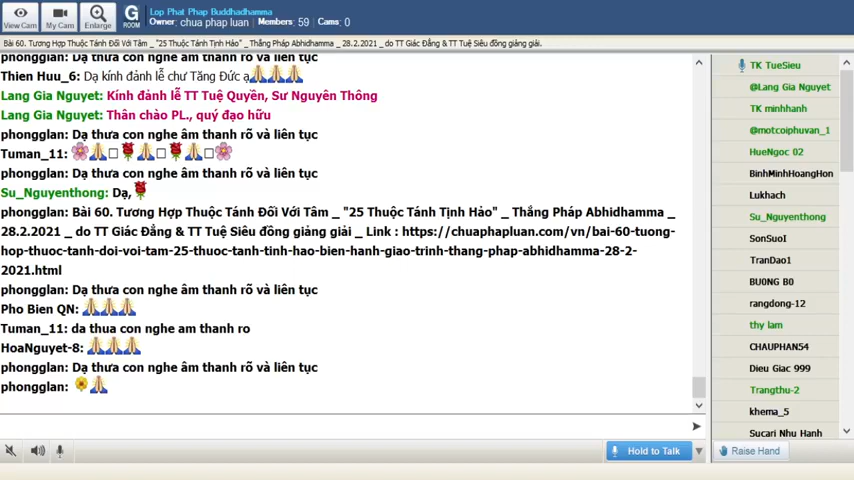 Lop Phat Phap Buddhadhamma
Owner: chua phap luan Members: 59 Cams: 0
View Cam
My Cam
Enlarge
G
ROOM
Bài 60. Tương Hợp Thuộc Tánh Đối Với Tâm _ "25 Thuộc Tánh Tịnh Hảo" _ Thắng Pháp Abhidhamma _ 28.2.2021 _ do TT Giác Đẳng & TT Tuệ Siêu đồng giảng giải.
phongglan: Dạ thưa con nghe âm thanh rõ và liên tục
Thien Huu_6: Dạ kính đảnh lễ chư Tăng Đức ạ
Lang Gia Nguyet: Kính đảnh lễ TT Tuệ Quyền, Sư Nguyên Thông
Lang Gia Nguyet: Thân chào PL., quý đạo hữu
phongglan: Dạ thưa con nghe âm thanh rõ và liên tục
Tuman_11:
phongglan: Dạ thưa con nghe âm thanh rõ và liên tục
Su_Nguyenthong: Dạ,
phongglan: Bài 60. Tương Hợp Thuộc Tánh Đối Với Tâm _ "25 Thuộc Tánh Tịnh Hảo" _ Thắng Pháp Abhidhamma _
28.2.2021 _ do TT Giác Đẳng & TT Tuệ Siêu đồng giảng giải _ Link : https://chuaphapluan.com/vn/bai-60-tuong-
hop-thuoc-tanh-doi-voi-tam-25-thuoc-tanh-tinh-hao-bien-hanh-giao-trinh-thang-phap-abhidhamma-28-2-
2021.html
phongglan: Dạ thưa con nghe âm thanh rõ và liên tục
Pho Bien QN:
Tuman_11: da thua con nghe am thanh ro
HoaNguyet-8:
phongglan: Dạ thưa con nghe âm thanh rõ và liên tục
phongglan:
TK TueSieu
@Lang Gia Nguyet
TK minhhanh
@motcoiphuvan_1
HueNgoc 02
BinhMinhHoangHon
Lukhach
Su_Nguyenthong
SonSuoI
TranDao1
BU0NG B0
rangdong-12
thy lam
CHAUPHAN54
Dieu Giac 999
Trangthu-2
khema_5
Sucari Nhu Hanh
Hold to Talk
Raise Hand